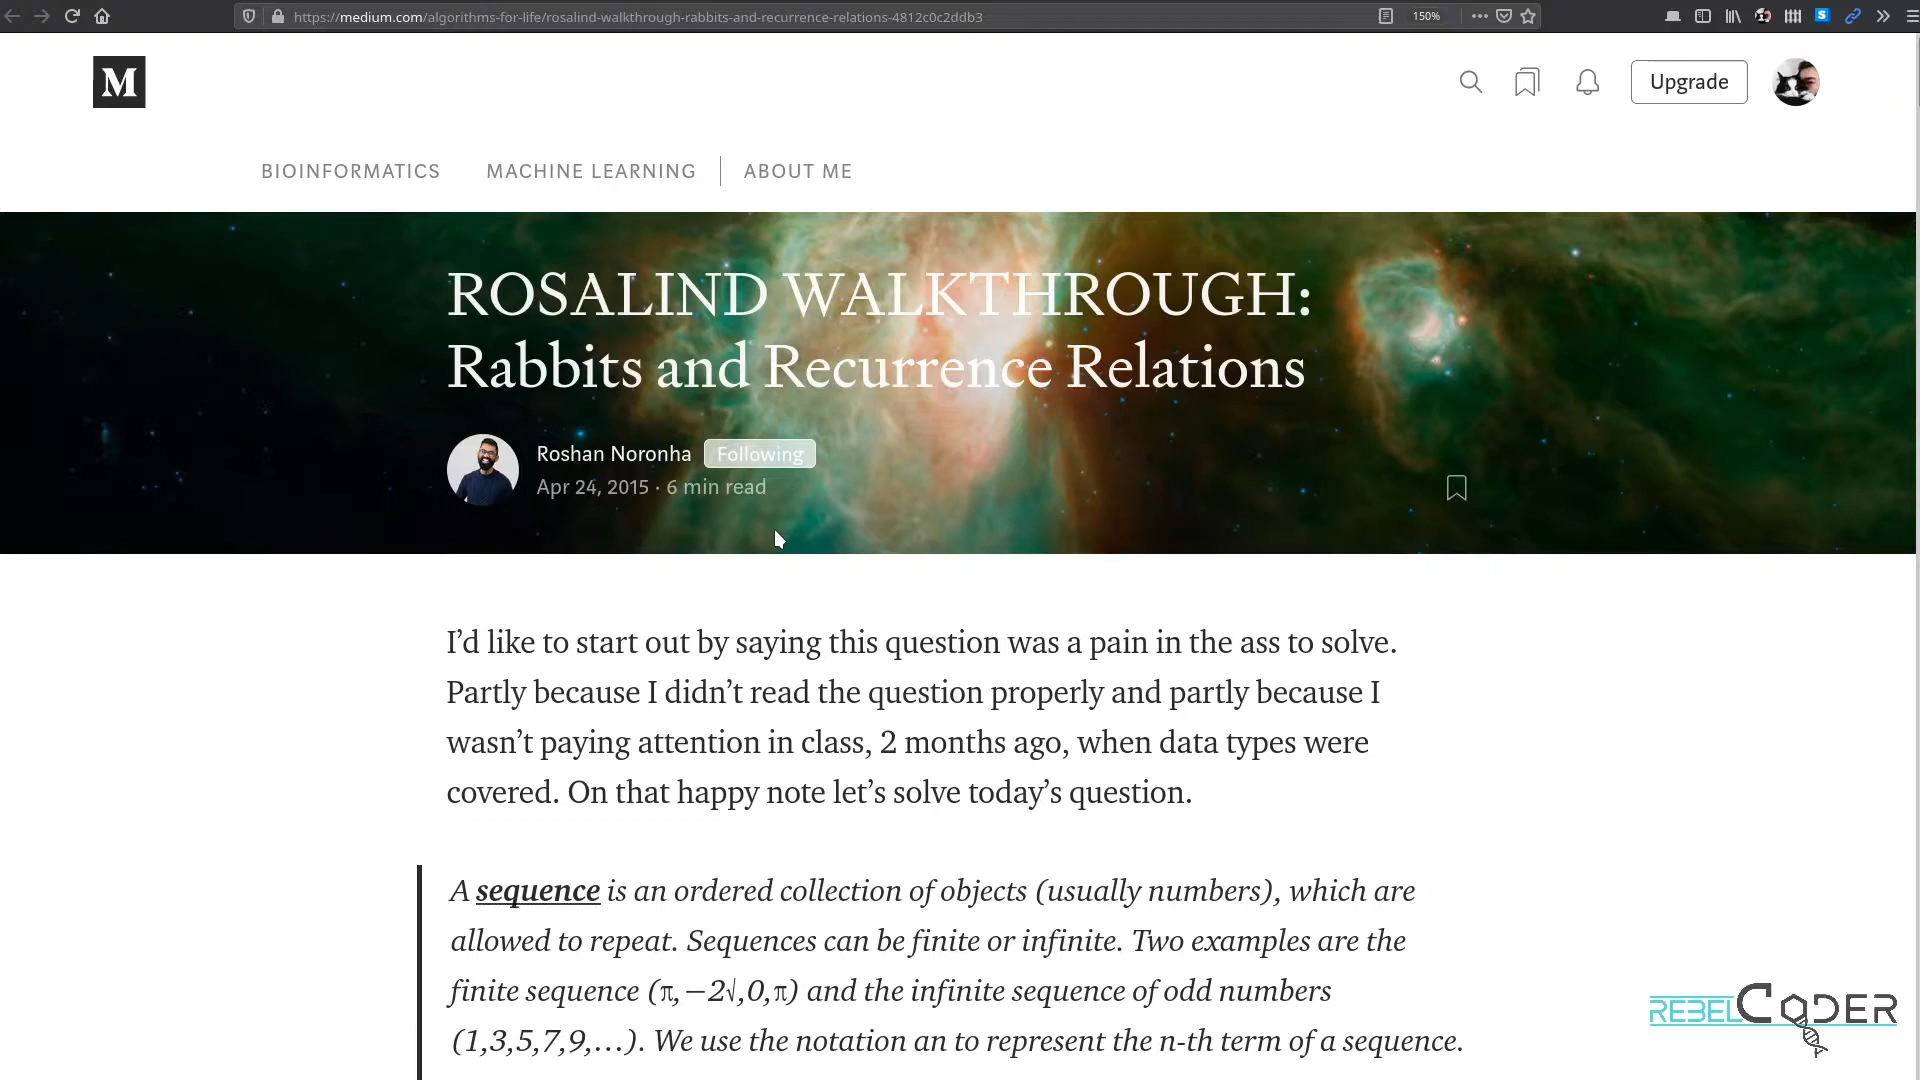 https://medium.com/algorithms-for-life/rosalind-walkthrough-rabbits-and-recurrence-relations-4812c0c2ddb3
150%
M
Upgrade
BIOINFORMATICS MACHINE LEARNING ABOUT ME
ROSALIND WALKTHROUGH:
Rabbits and Recurrence Relations
Roshan Noronha Following
Apr 24, 2015 · 6 min read
I’d like to start out by saying this question was a pain in the ass to solve.
Partly because I didn’t read the question properly and partly because I
wasn’t paying attention in class, 2 months ago, when data types were
covered. On that happy note let’s solve today’s question.
A sequence is an ordered collection of objects (usually numbers), which are
allowed to repeat. Sequences can be finite or infinite. Two examples are the
finite sequence (π,−2√,0,π) and the infinite sequence of odd numbers
(1,3,5,7,9,…). We use the notation an to represent the n-th term of a sequence.
REBELCODER